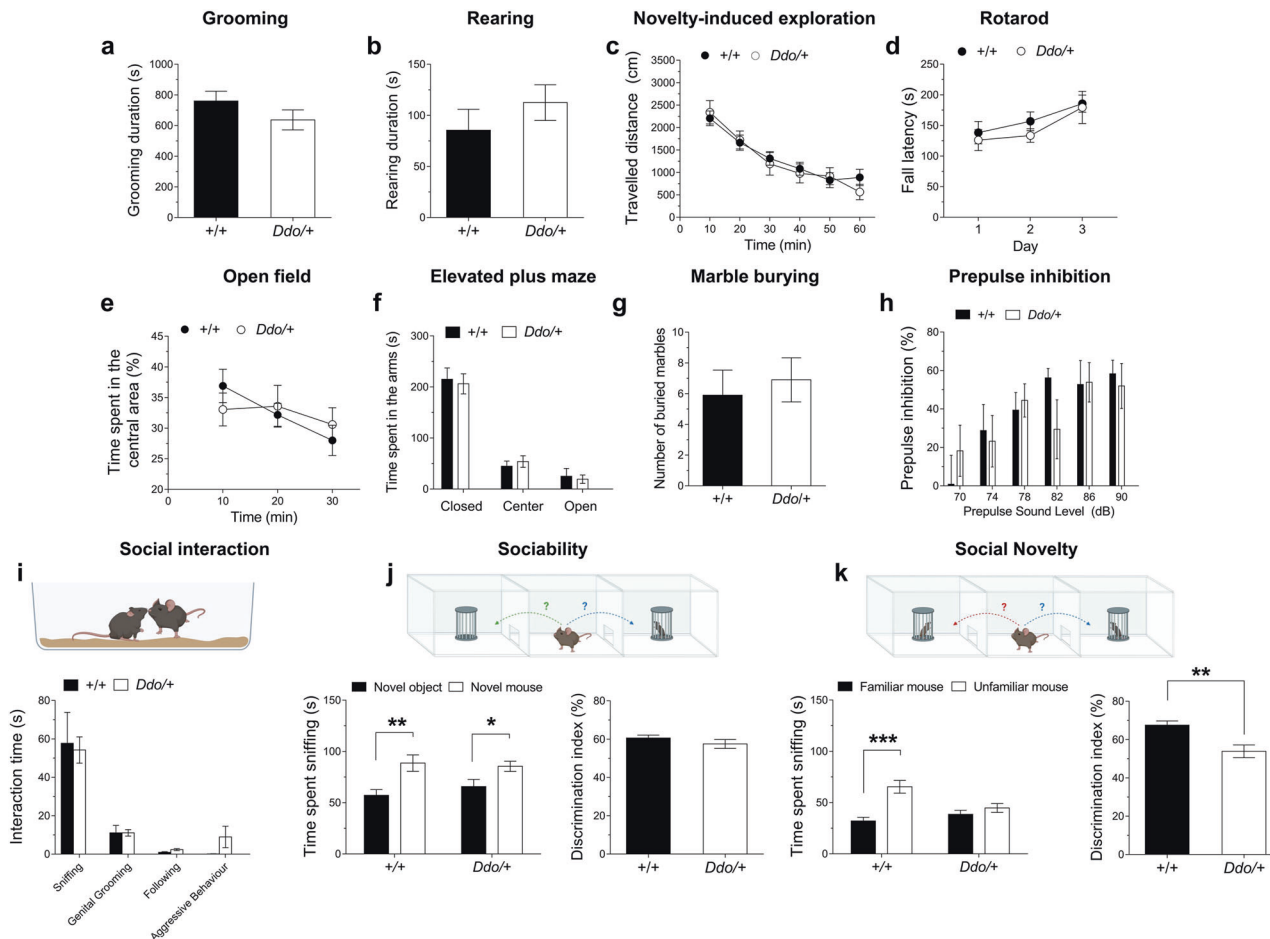 Grooming
a
Grooming duration (s)
1000
800
600
400
200
0
+/+
Ddo/+
Rearing
b
Rearing duration (s)
150
100
50
0
+/+
Ddo/+
Novelty-induced exploration
c
+/+
Ddo/+
Travelled distance (cm)
3500
3000
2500
2000
1500
1000
500
0
0 10 20 30 40 50 60
Time (min)
Rotarod
d
+/+
Ddo/+
Fall latency (s)
250
200
150
100
50
0
1 2 3
Day
Open field
e
+/+
Ddo/+
Time spent in the
central area (%)
45
40
35
30
25
20
0 10 20 30
Time (min)
Elevated plus maze
f
+/+
Ddo/+
Time spent in the arms (s)
300
200
100
0
Closed Center Open
Marble burying
g
Number of buried marbles
10
8
6
4
2
0
+/+
Ddo/+
Prepulse inhibition
h
+/+
Ddo/+
Prepulse inhibition (%)
80
60
40
20
0
70 74 78 82 86 90
Prepulse Sound Level (dB)
Social interaction
i
+/+
Ddo/+
Interaction time (s)
80
60
40
20
0
Sniffing
Genital Grooming
Following
Aggressive Behaviour
Sociability
j
? ?
Novel object
Novel mouse
Time spent sniffing (s)
150
100
50
0
** *
+/+
Ddo/+
Discrimination index (%)
100
80
60
40
20
0
+/+
Ddo/+
Social Novelty
k
? ?
Familiar mouse
Unfamiliar mouse
Time spent sniffing (s)
150
100
50
0
***
+/+
Ddo/+
Discrimination index (%)
100
80
60
40
20
0
**
+/+
Ddo/+